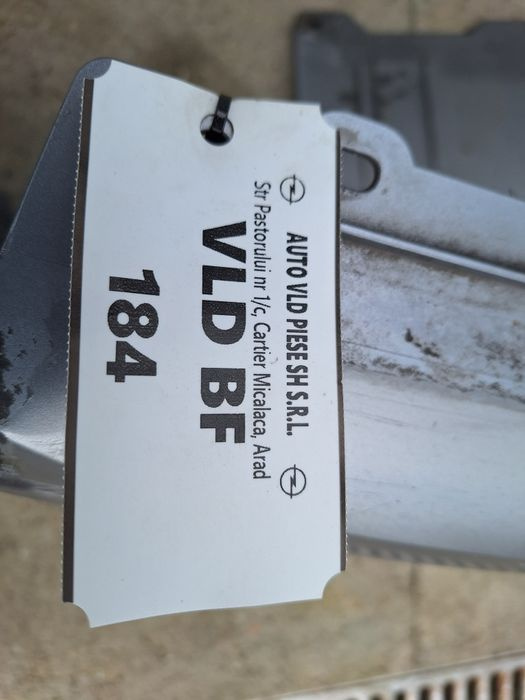 AUTO VLD PIESE SH S.R.L.
Str Pastorului nr 1/c, Cartier Micalaca, Arad
VLD BF
184